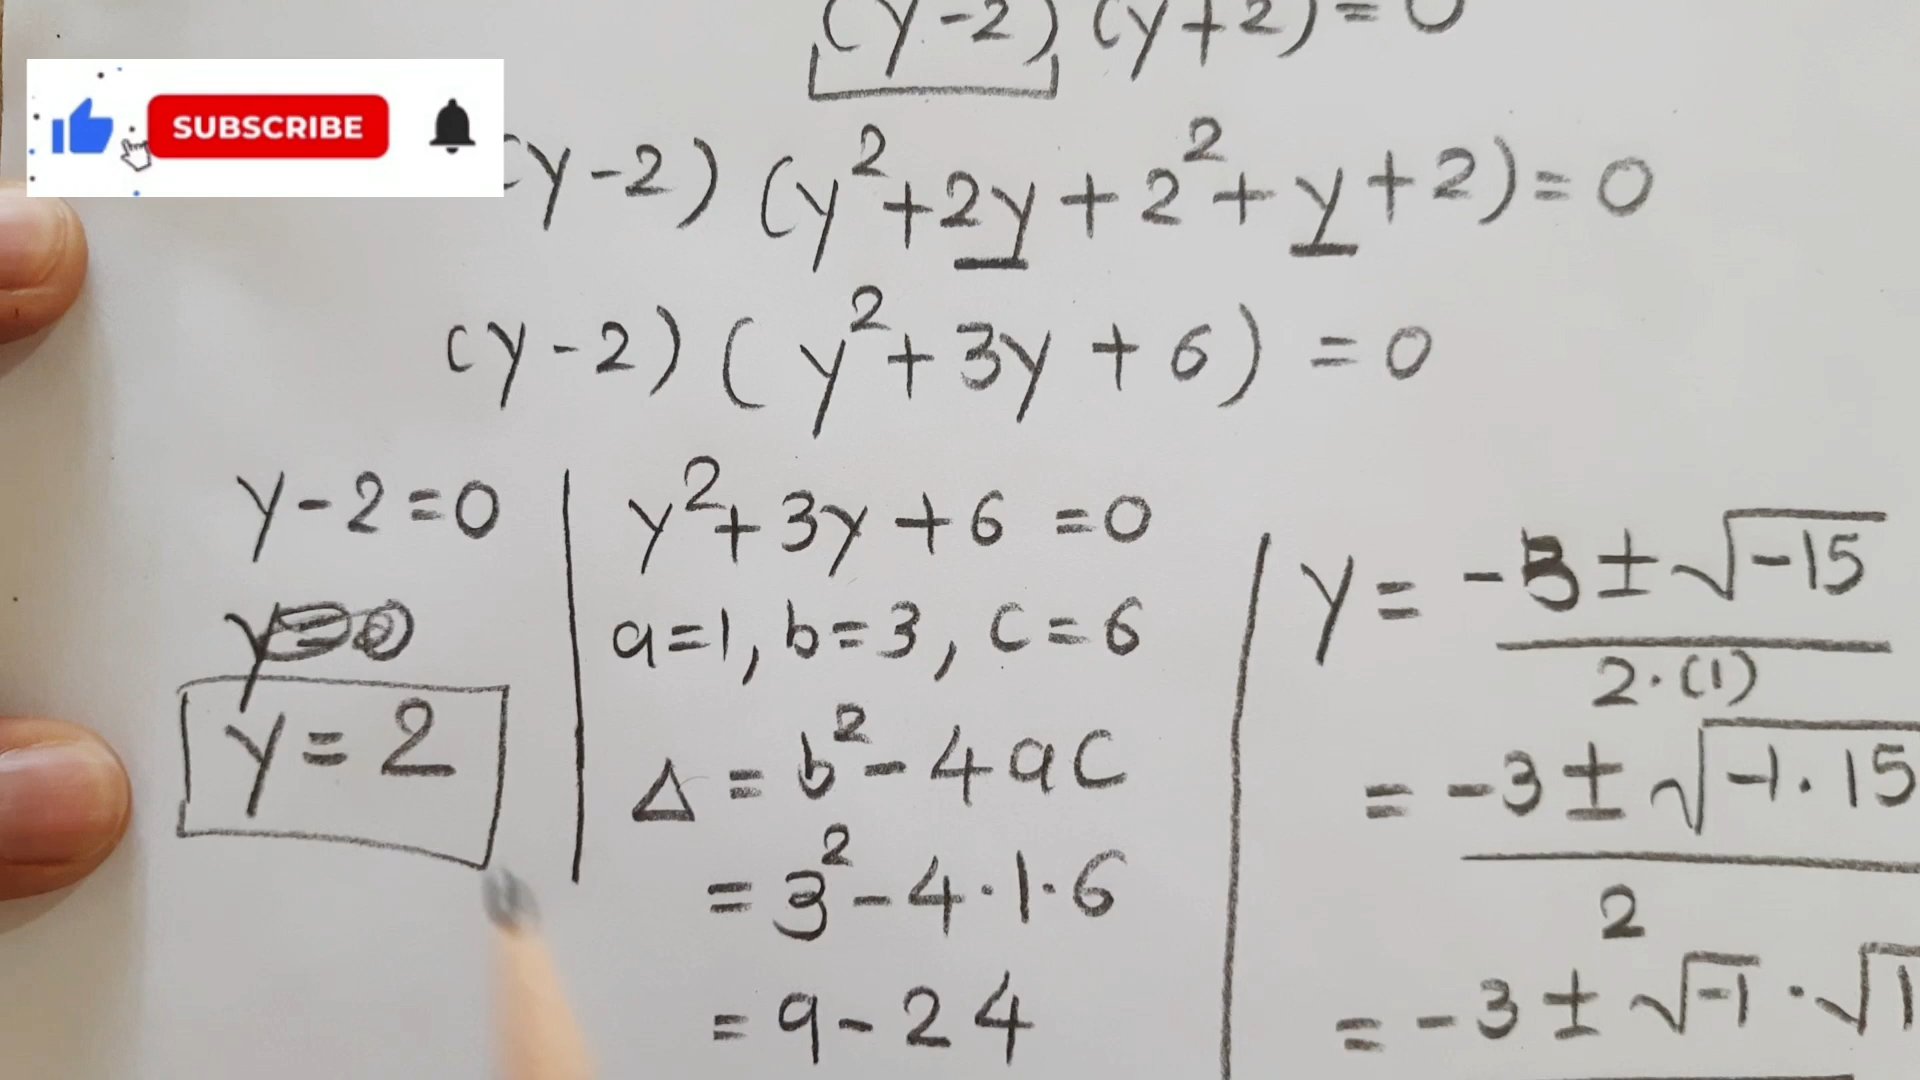 (y-2) (y+2) = 0
SUBSCRIBE
(y-2) (y²+2y+2²+y+2) = 0
(y-2) (y²+3y+6) = 0
y-2=0
y=2
y²+3y+6=0
a=1, b=3, c=6
Δ = b²-4ac
= 3²-4·1·6
= 9-24
y = -3±√-15
2·(1)
= -3±√-1·15
2
= -3±√-1·√1